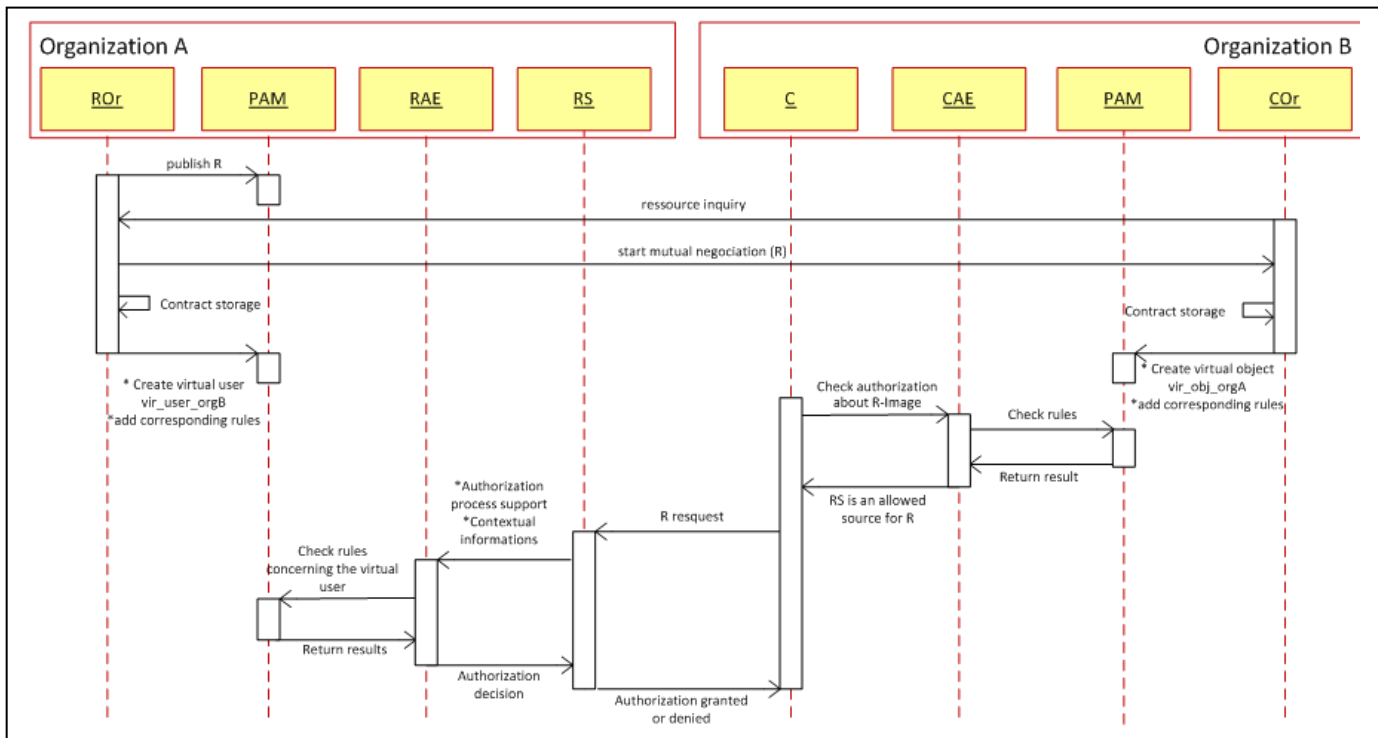 Organization A
Organization B
ROr
PAM
RAE
RS
C
CAE
PAM
COr
publish R
ressource inquiry
start mutual negociation (R)
Contract storage
Contract storage
* Create virtual user
vir_user_orgB
*add corresponding rules
* Create virtual object
vir_obj_orgA
*add corresponding rules
Check authorization
about R-Image
Check rules
Return result
RS is an allowed
source for R
R resquest
*Authorization
process support
*Contextual
informations
Check rules
concerning the virtual
user
Return results
Authorization
decision
Authorization granted
or denied